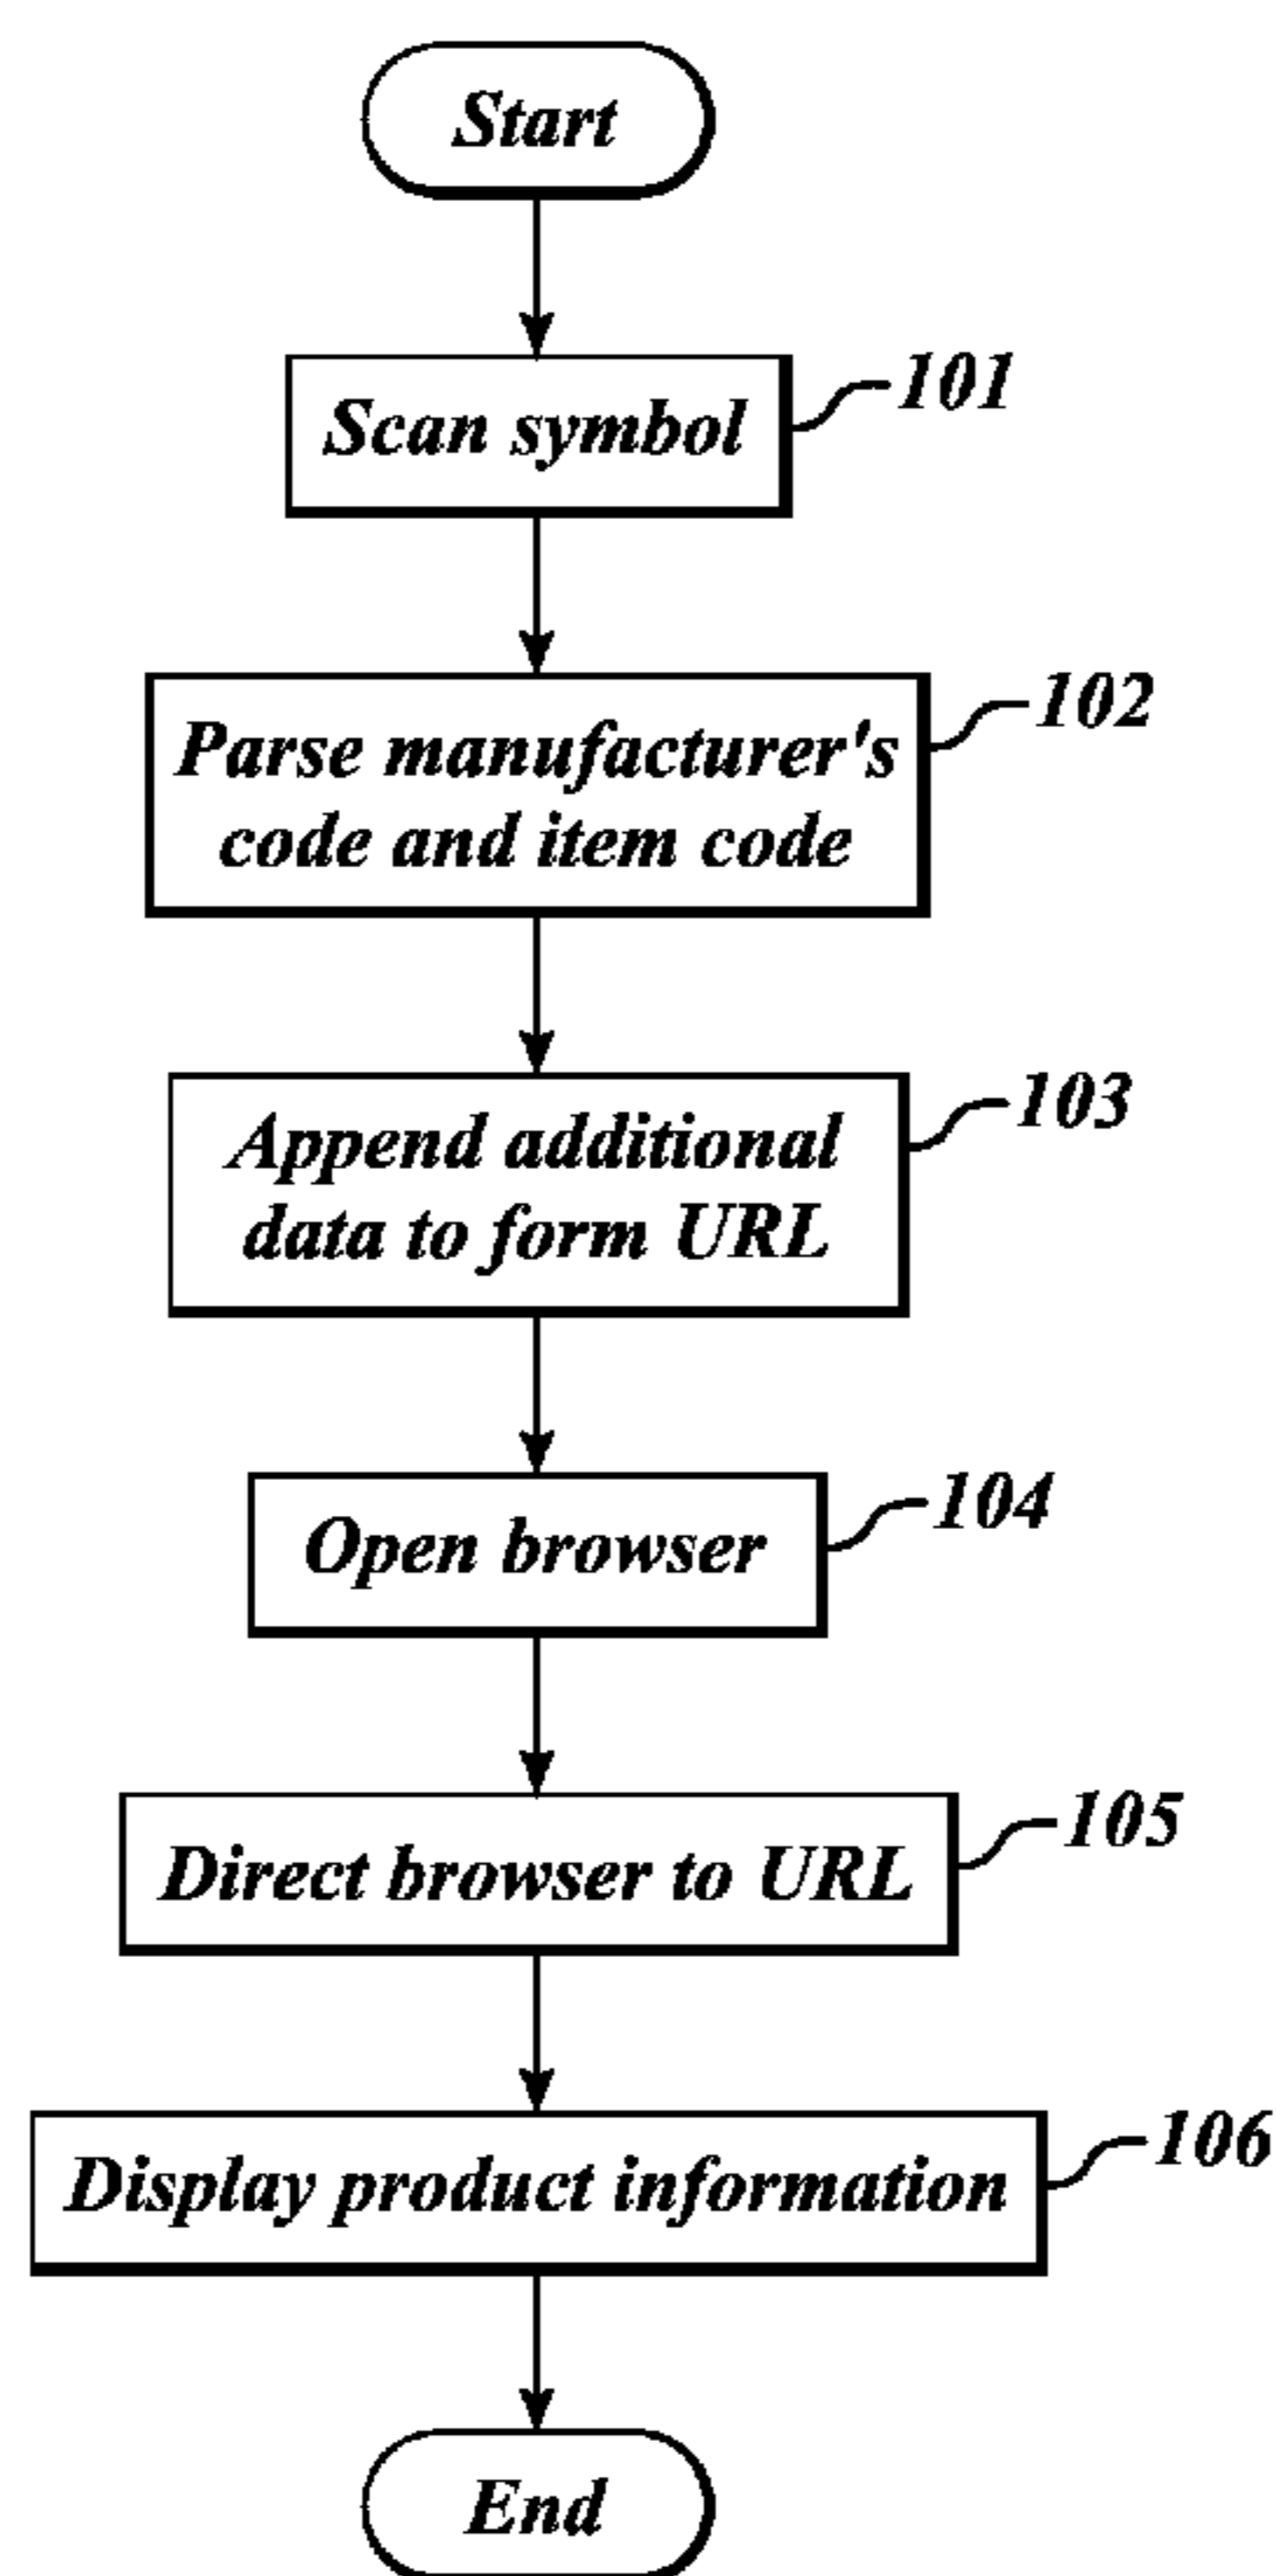 Start
Scan symbol
101
Parse manufacturer's
code and item code
102
Append additional
data to form URL
103
Open browser
104
Direct browser to URL
105
Display product information
106
End